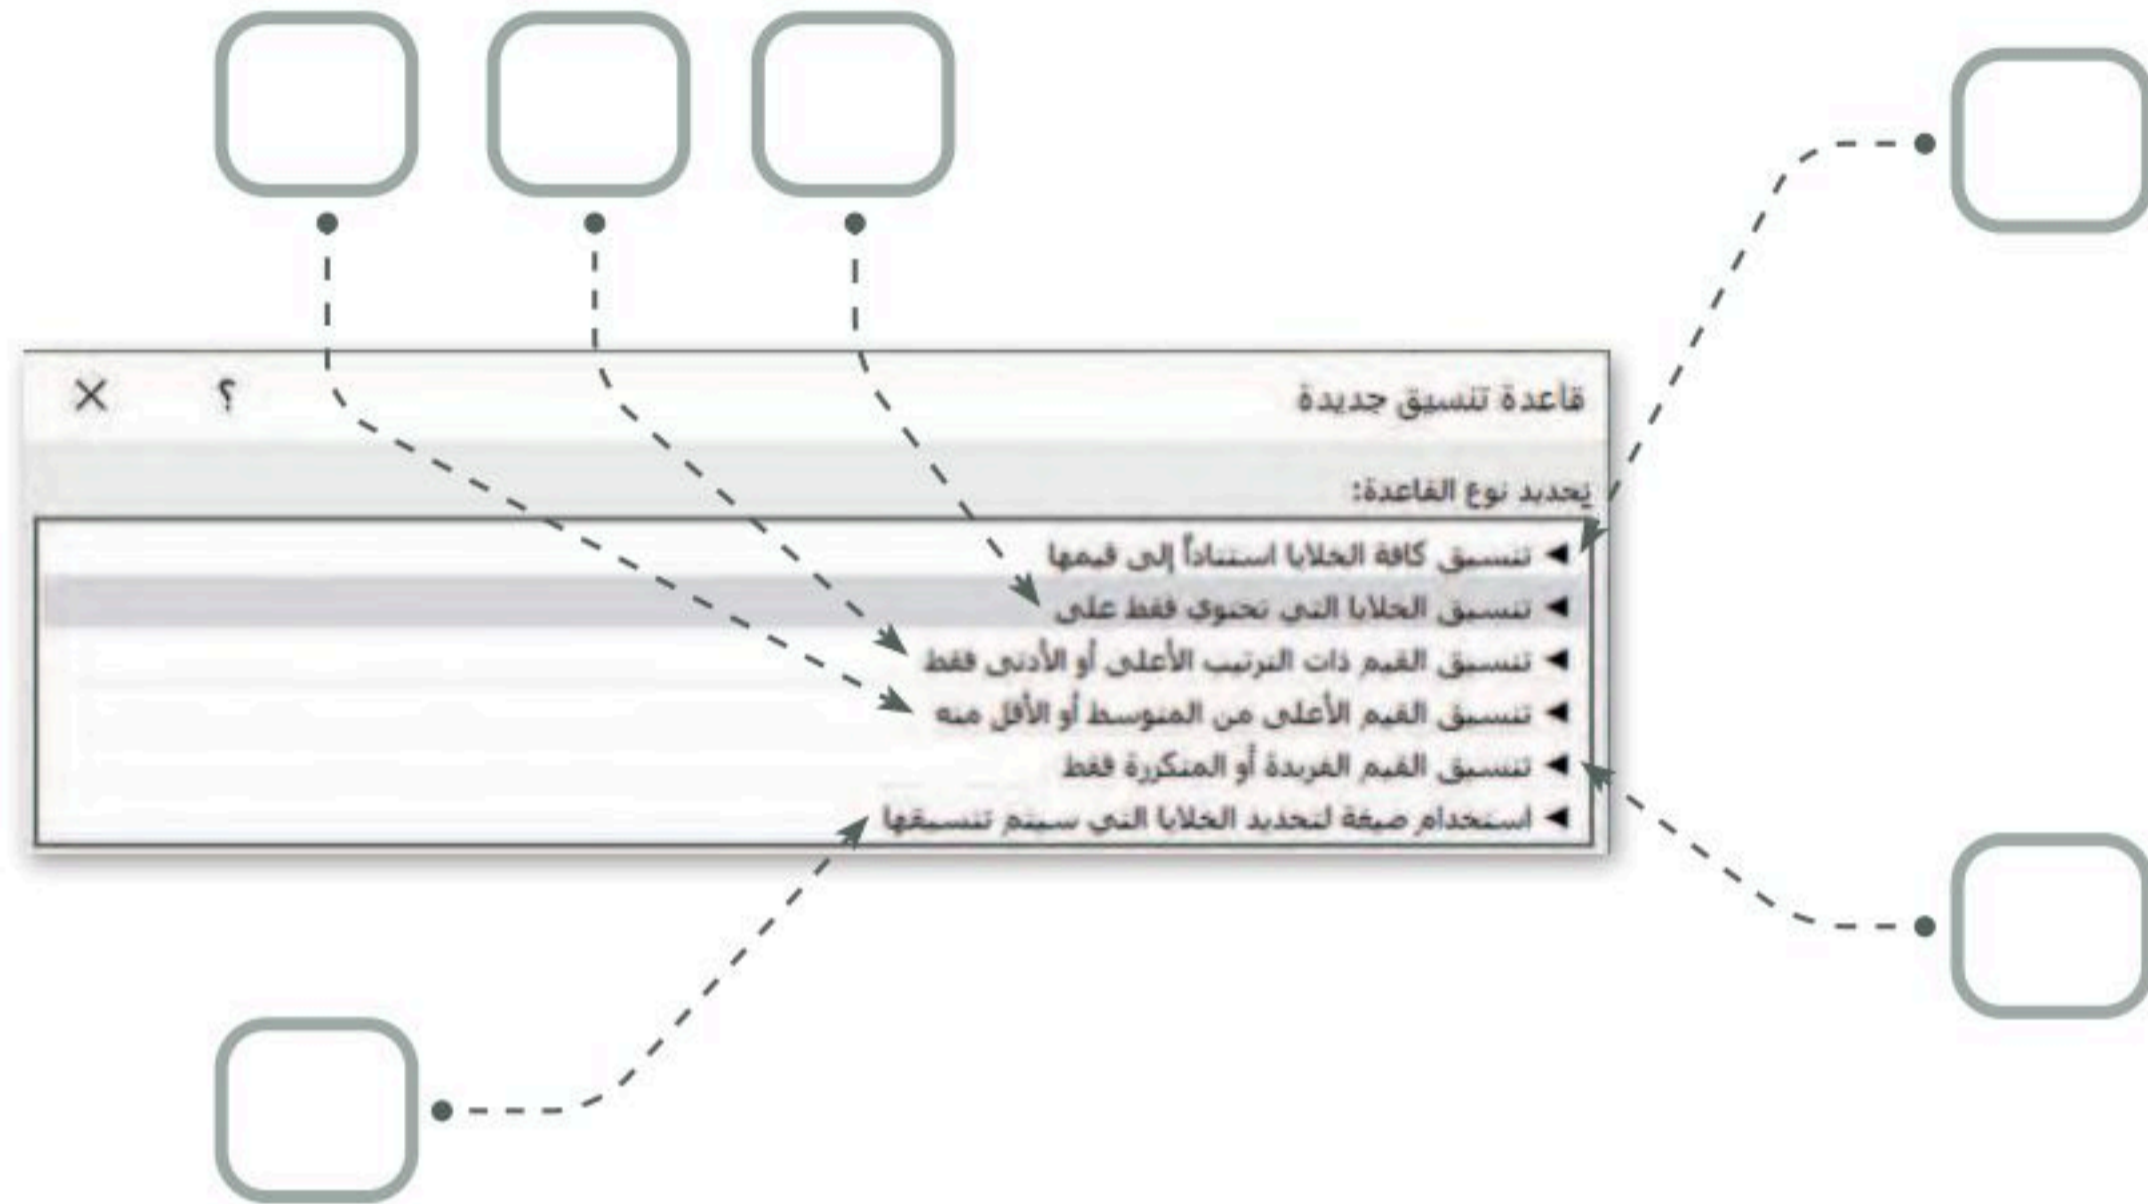 قاعدة تنسيق جديدة ؟ ×
تحديد نوع القاعدة:
◄ تنسيق كافة الخلايا استناداً إلى قيمها
◄ تنسيق الخلايا التي تحتوي فقط على
◄ تنسيق القيم ذات الترتيب الأعلى أو الأدنى فقط
◄ تنسيق القيم الأعلى من المتوسط أو الأقل منه
◄ تنسيق القيم الفريدة أو المتكررة فقط
◄ استخدام صيغة لتحديد الخلايا التي سيتم تنسيقها